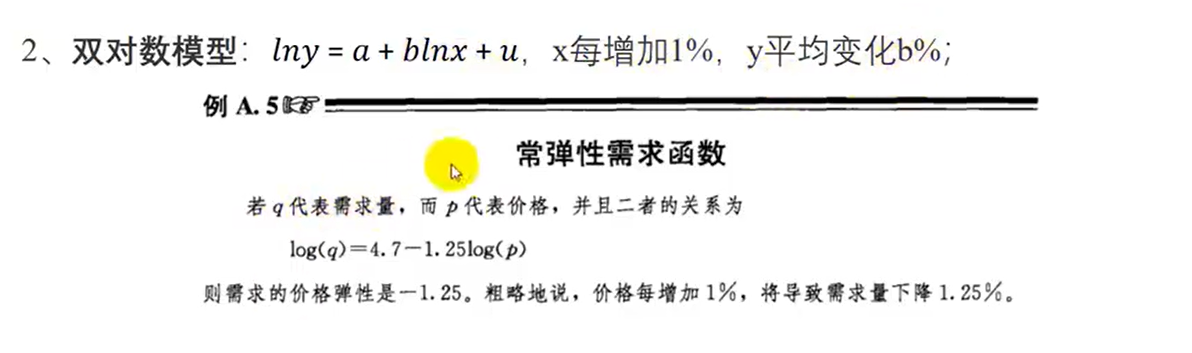 2、双对数模型：lny = a + blnx + u，x每增加1%，y平均变化b%；
例 A.5
常弹性需求函数
若 q 代表需求量，而 p 代表价格，并且二者的关系为
log(q)=4.7-1.25log(p)
则需求的价格弹性是-1.25。粗略地说，价格每增加 1%，将导致需求量下降 1.25%。